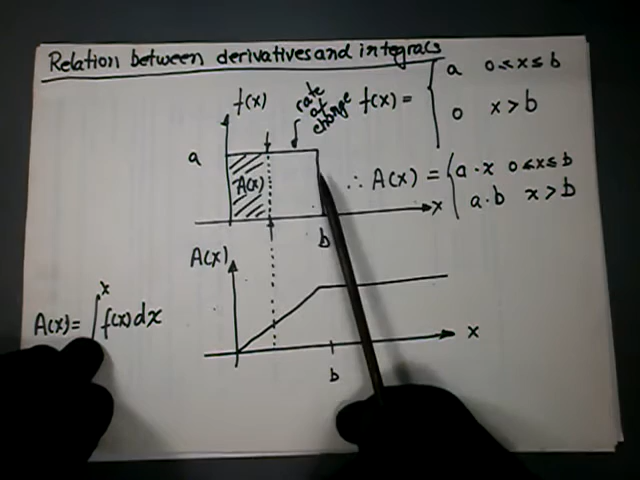 Relation between derivatives and integrals
f(x)
rate
of
change
f(x) = { a 0<x≤b
0 x>b
a
A(x)
x
b
∴ A(x) = { a·x 0<x≤b
a·b x>b
A(x)
x
b
A(x)= ∫ˣ f(x)dx